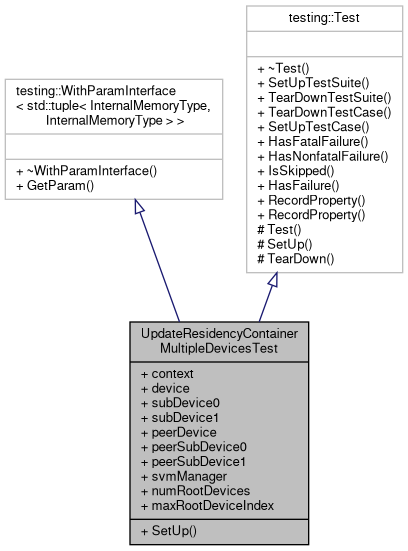 testing::Test
+ ~Test()
+ SetUpTestSuite()
+ TearDownTestSuite()
+ TearDownTestCase()
+ SetUpTestCase()
+ HasFatalFailure()
+ HasNonfatalFailure()
+ IsSkipped()
+ HasFailure()
+ RecordProperty()
+ RecordProperty()
# Test()
# SetUp()
# TearDown()
testing::WithParamInterface
< std::tuple< InternalMemoryType,
InternalMemoryType > >
+ ~WithParamInterface()
+ GetParam()
UpdateResidencyContainer
MultipleDevicesTest
+ context
+ device
+ subDevice0
+ subDevice1
+ peerDevice
+ peerSubDevice0
+ peerSubDevice1
+ svmManager
+ numRootDevices
+ maxRootDeviceIndex
+ SetUp()